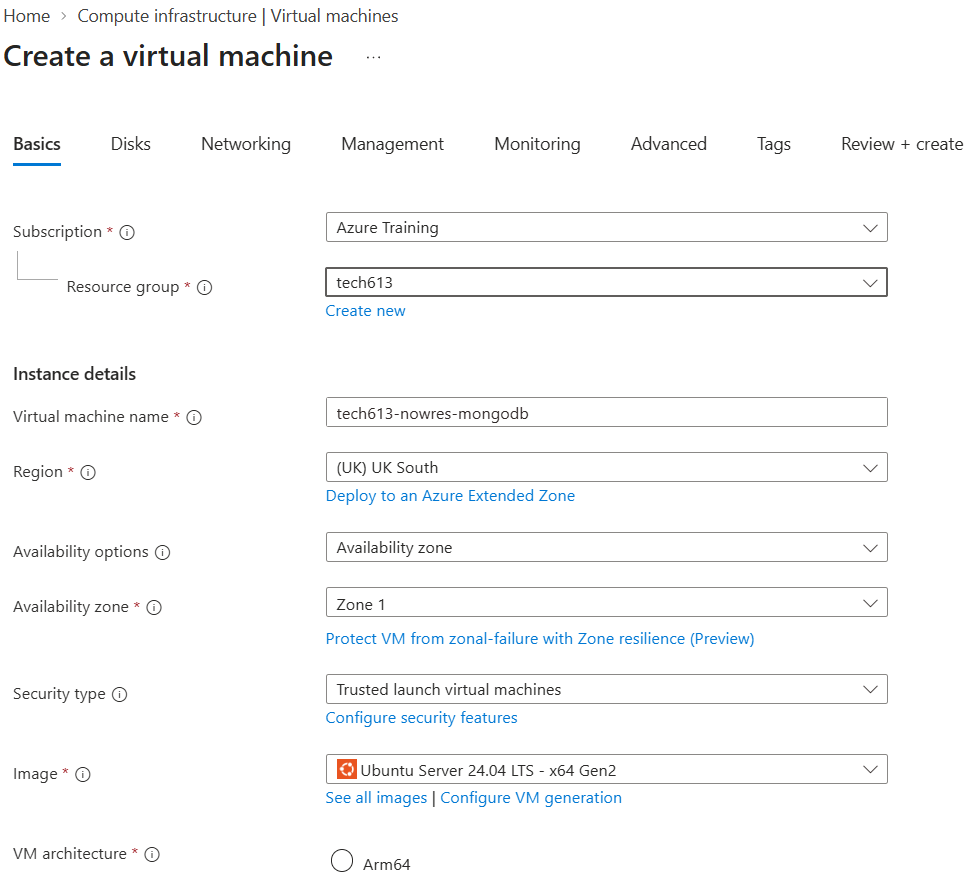 Home > Compute infrastructure | Virtual machines
Create a virtual machine ...
Basics Disks Networking Management Monitoring Advanced Tags Review + create
Subscription *
Azure Training
Resource group *
tech613
Create new
Instance details
Virtual machine name *
tech613-nowres-mongodb
Region *
(UK) UK South
Deploy to an Azure Extended Zone
Availability options
Availability zone
Availability zone *
Zone 1
Protect VM from zonal-failure with Zone resilience (Preview)
Security type
Trusted launch virtual machines
Configure security features
Image *
Ubuntu Server 24.04 LTS - x64 Gen2
See all images | Configure VM generation
VM architecture *
Arm64